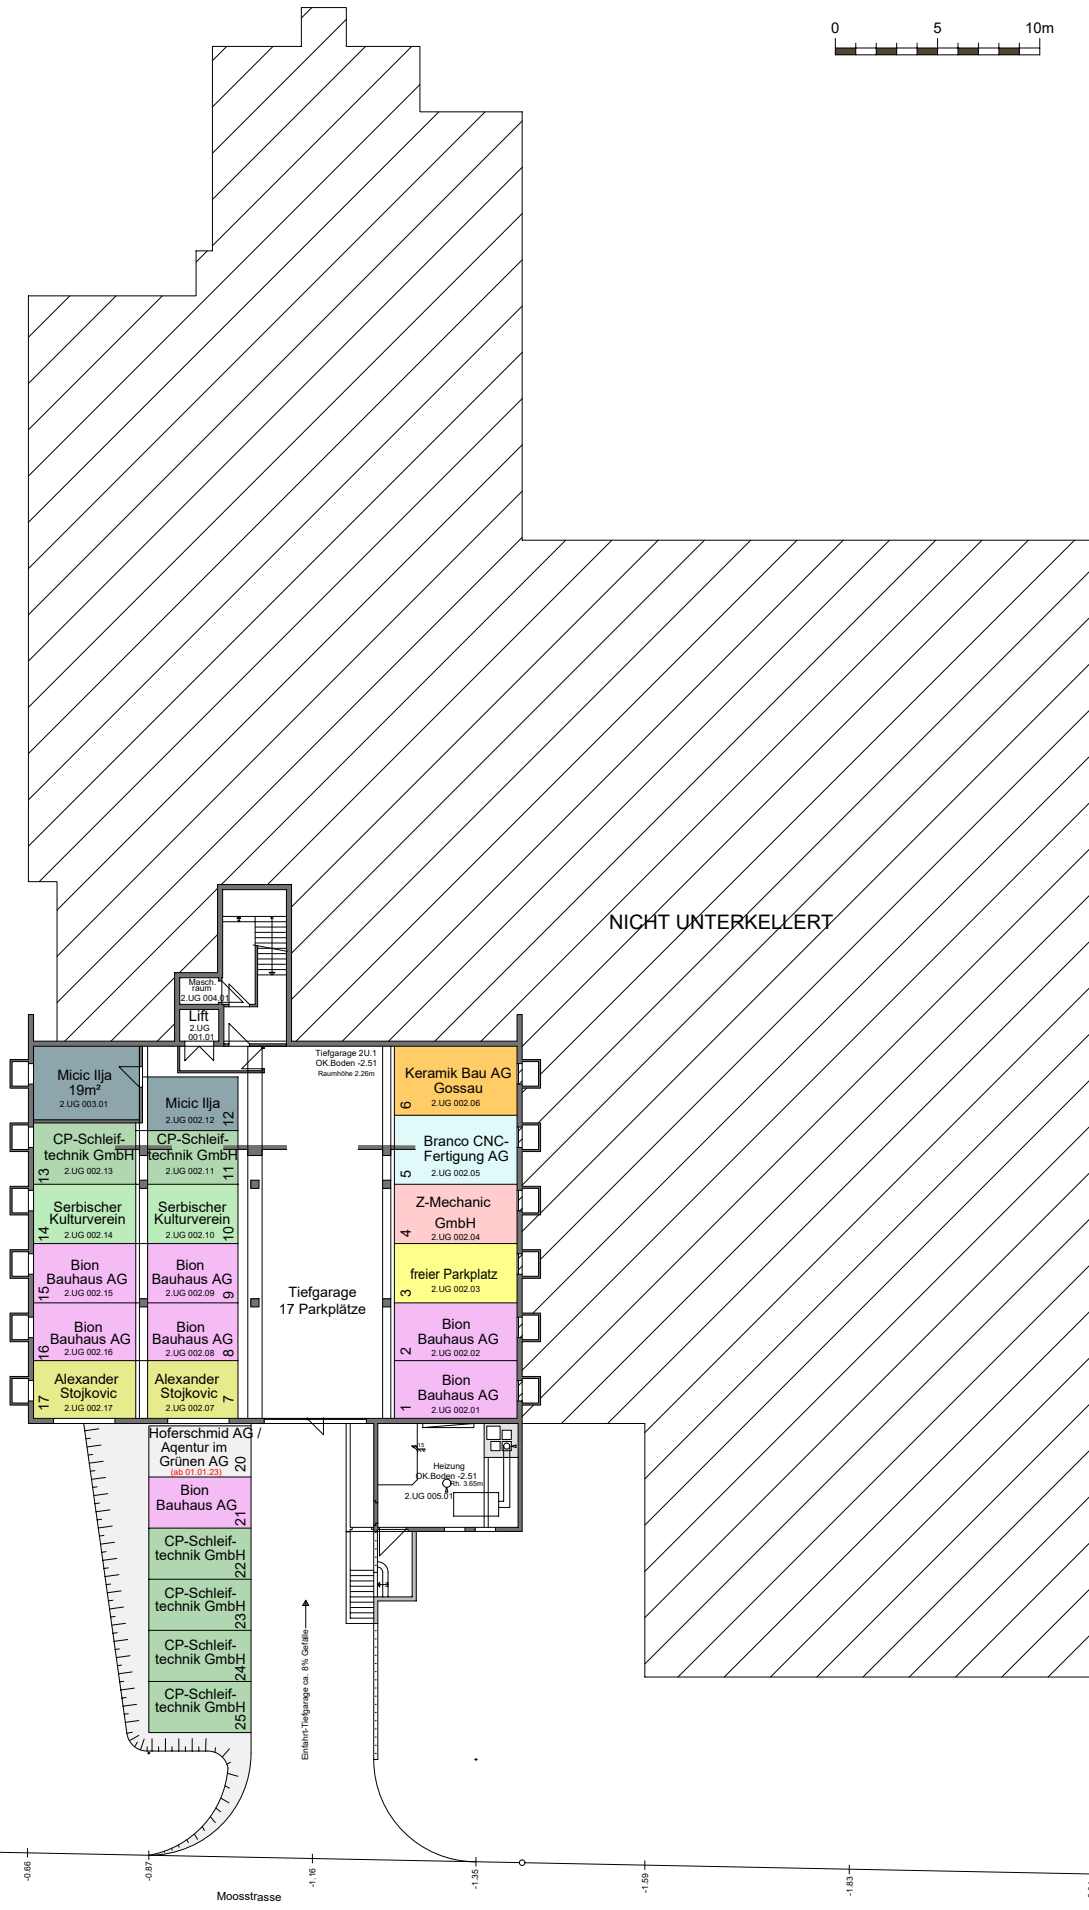 0 5 10m
NICHT UNTERKELLERT
Masch.
raum
2.UG 004.01
Lift
2.UG
001.01
Tiefgarage 2U.1
OK.Boden -2.51
Raumhöhe 2.26m
Micic Ilja
19m²
2.UG 003.01
Micic Ilja
2.UG 002.12
12
Keramik Bau AG
Gossau
2.UG 002.06
6
CP-Schleif-
technik GmbH
2.UG 002.13
13
CP-Schleif-
technik GmbH
2.UG 002.11
11
Branco CNC-
Fertigung AG
2.UG 002.05
5
Serbischer
Kulturverein
2.UG 002.14
14
Serbischer
Kulturverein
2.UG 002.10
10
Z-Mechanic
GmbH
2.UG 002.04
4
Bion
Bauhaus AG
2.UG 002.15
15
Bion
Bauhaus AG
2.UG 002.09
9
Tiefgarage
17 Parkplätze
freier Parkplatz
2.UG 002.03
3
Bion
Bauhaus AG
2.UG 002.16
16
Bion
Bauhaus AG
2.UG 002.08
8
Bion
Bauhaus AG
2.UG 002.02
2
Alexander
Stojkovic
2.UG 002.17
17
Alexander
Stojkovic
2.UG 002.07
7
Bion
Bauhaus AG
2.UG 002.01
1
Hoferschmid AG /
Agentur im
Grünen AG
(ab 01.01.23)
20
Heizung
OK.Boden -2.51
Rh. 3.65m
2.UG 005.01
15
Bion
Bauhaus AG
21
CP-Schleif-
technik GmbH
22
CP-Schleif-
technik GmbH
23
CP-Schleif-
technik GmbH
24
CP-Schleif-
technik GmbH
25
Einfahrt-Tiefgarage ca. 8% Gefälle
-0.66
-0.87
-1.16
-1.35
-1.59
-1.83
Moosstrasse